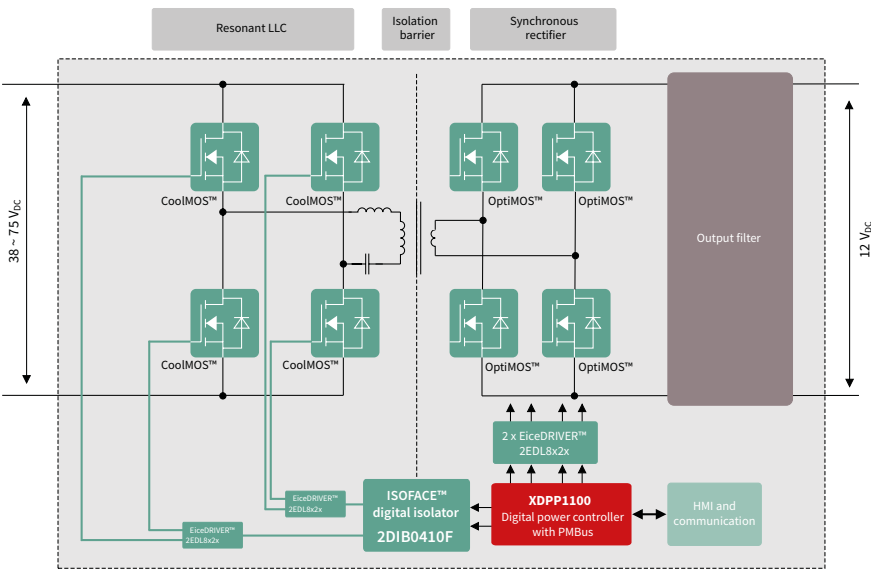 Resonant LLC
Isolation
barrier
Synchronous
rectifier
38 ~ 75 VDC
CoolMOS™
CoolMOS™
OptiMOS™
OptiMOS™
Output filter
12 VDC
CoolMOS™
CoolMOS™
OptiMOS™
OptiMOS™
2 x EiceDRIVER™
2EDL8x2x
EiceDRIVER™
2EDL8x2x
EiceDRIVER™
2EDL8x2x
ISOFACE™
digital isolator
2DIB0410F
XDPP1100
Digital power controller
with PMBus
HMI and
communication